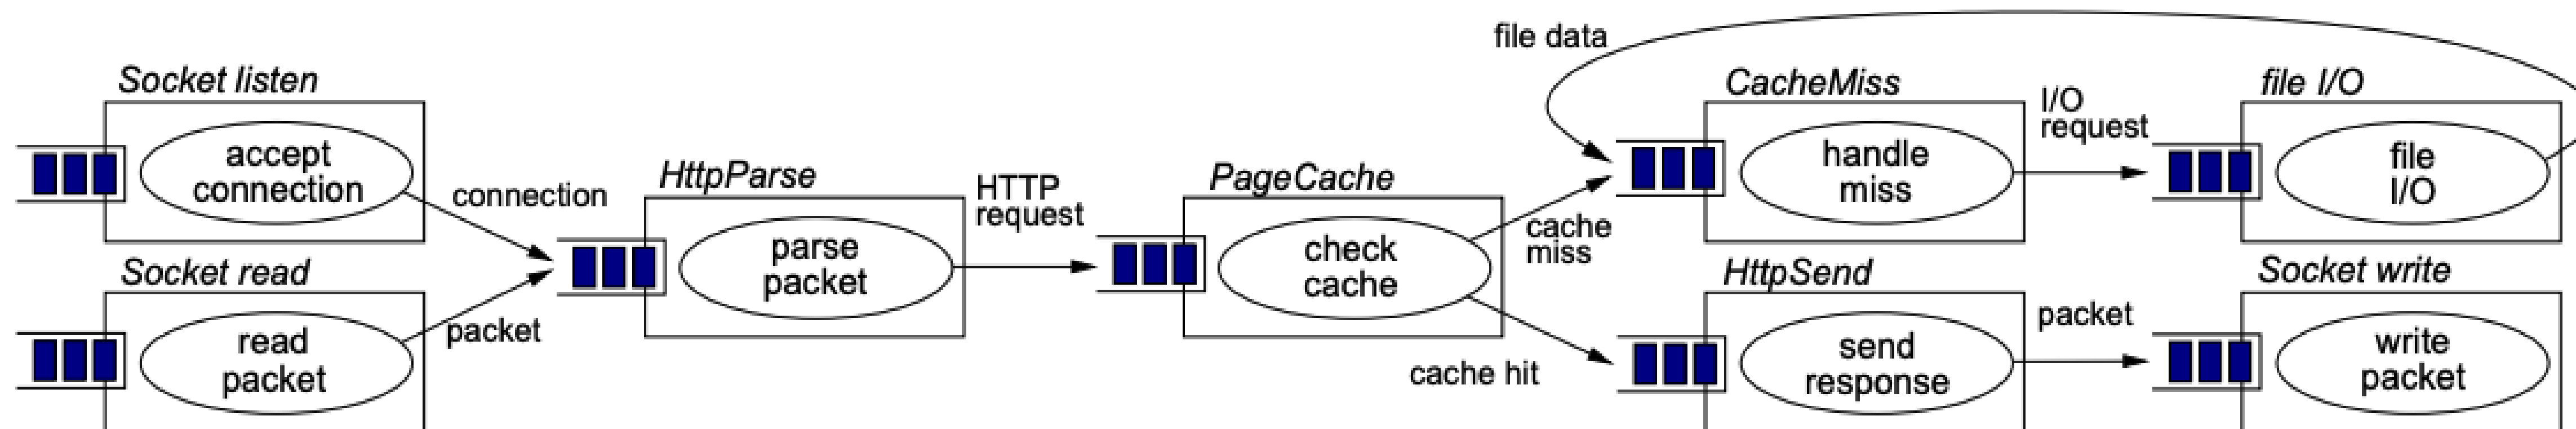 file data
Socket listen
accept
connection
connection
Socket read
read
packet
packet
HttpParse
parse
packet
HTTP
request
PageCache
check
cache
cache
miss
cache hit
CacheMiss
handle
miss
I/O
request
file I/O
file
I/O
HttpSend
send
response
packet
Socket write
write
packet